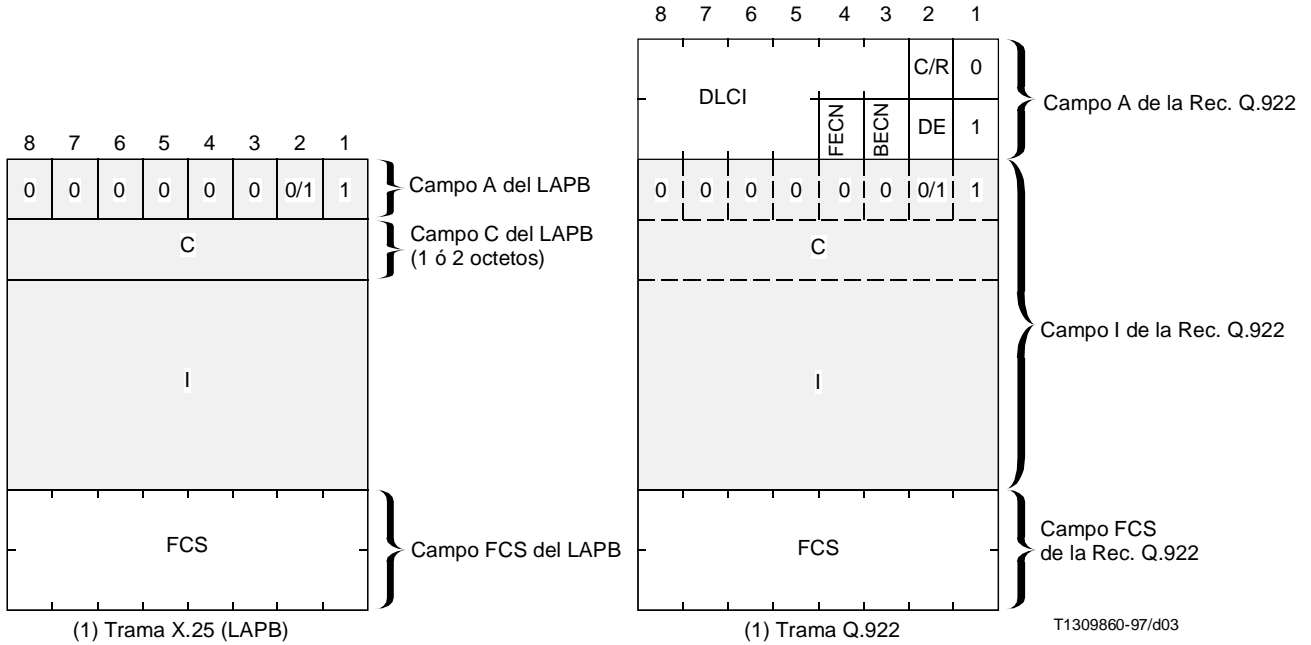 8 7 6 5 4 3 2 1
C/R 0
DLCI
FECN BECN DE 1
Campo A de la Rec. Q.922
8 7 6 5 4 3 2 1
0 0 0 0 0 0 0/1 1
Campo A del LAPB
C
Campo C del LAPB
(1 ó 2 octetos)
I
FCS
Campo FCS del LAPB
(1) Trama X.25 (LAPB)
0 0 0 0 0 0 0/1 1
C
I
Campo I de la Rec. Q.922
FCS
Campo FCS
de la Rec. Q.922
(1) Trama Q.922
T1309860-97/d03